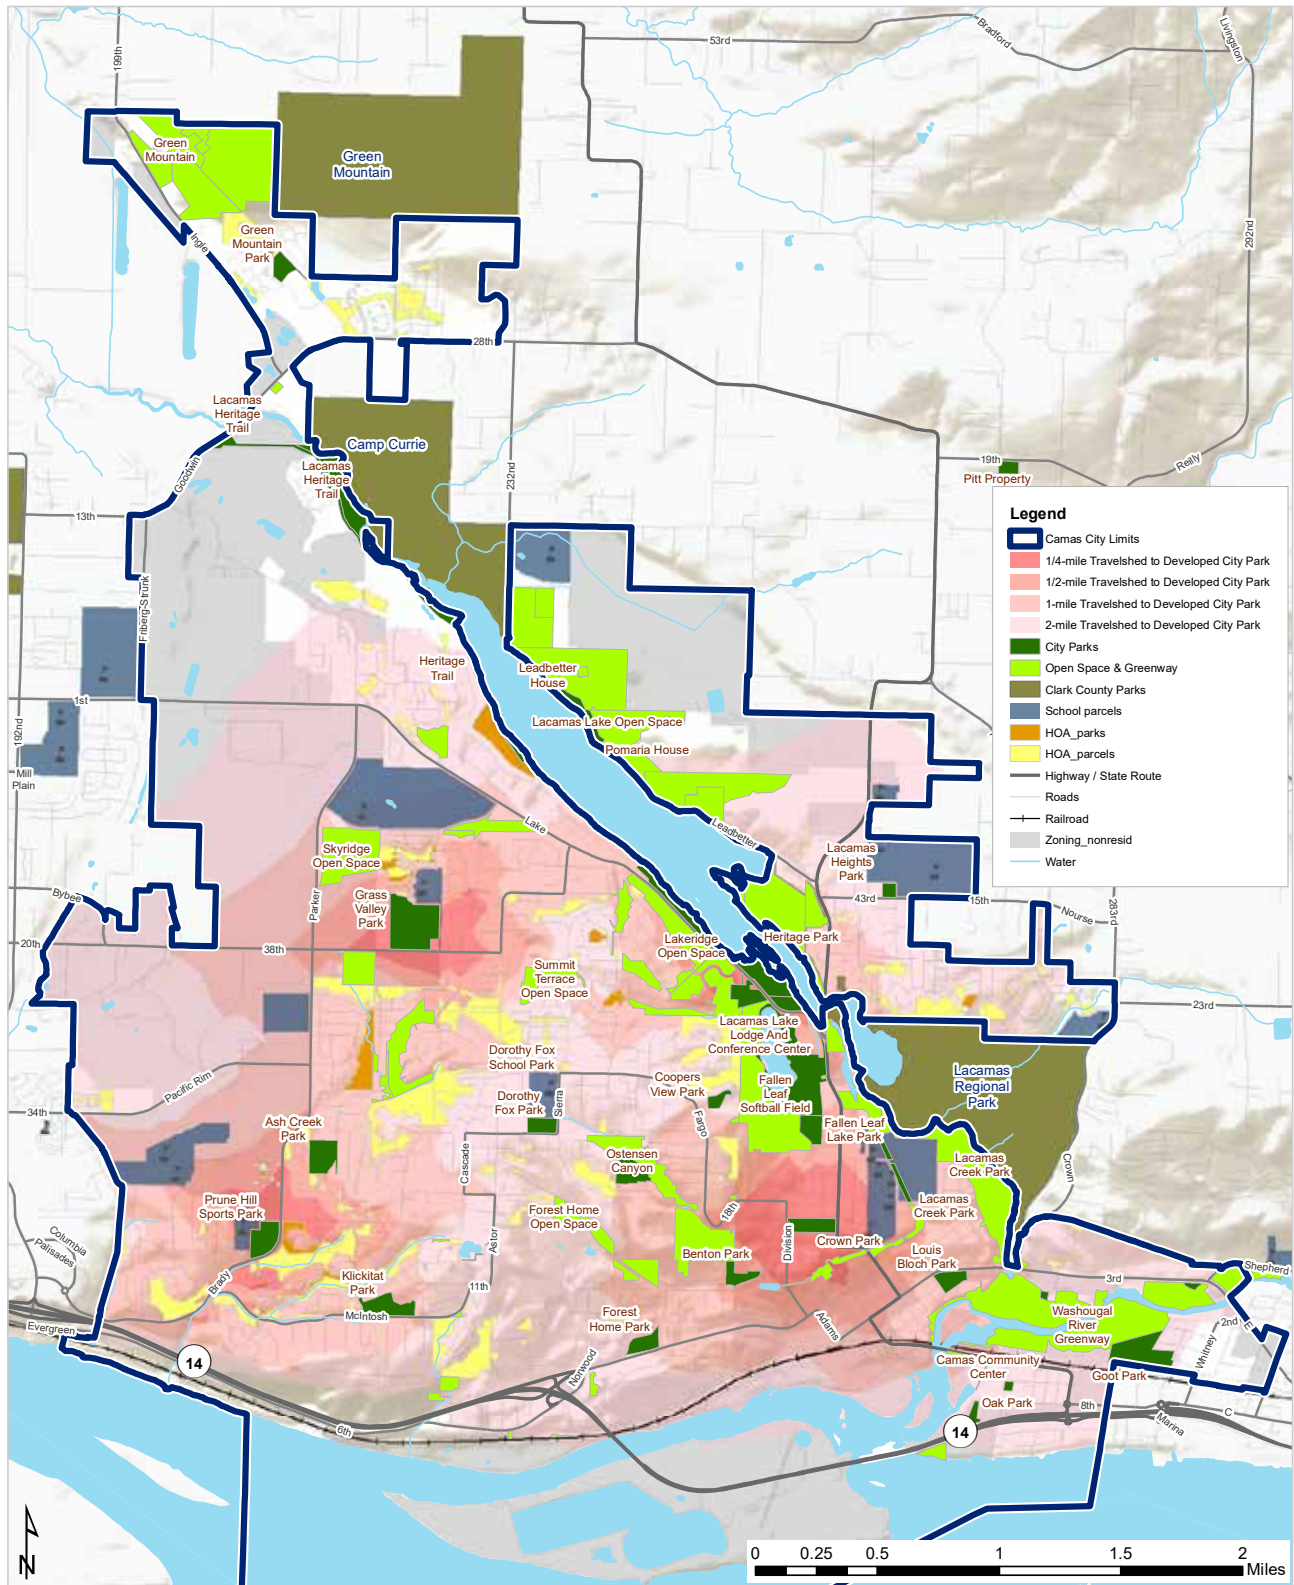 53rd
Bradford
Livingston
199th
Green
Mountain
Green
Mountain
Green
Mountain
Park
Ingle
292nd
28th
Lacamas
Heritage
Trail
Camp Currie
Lacamas
Heritage
Trail
Goodwin
232nd
19th
Reilly
Pitt Property
13th
Friberg-Strunk
Legend
Camas City Limits
1/4-mile Travelshed to Developed City Park
1/2-mile Travelshed to Developed City Park
1-mile Travelshed to Developed City Park
2-mile Travelshed to Developed City Park
City Parks
Open Space & Greenway
Clark County Parks
School parcels
HOA_parks
HOA_parcels
Highway / State Route
Roads
Railroad
Zoning_nonresid
Water
Heritage
Trail
Leadbetter
House
1st
192nd
Lacamas Lake Open Space
Pomaria House
Mill
Plain
Lake
Leadbetter
Skyridge
Open Space
Lacamas
Heights
Park
Bybee
Parker
Grass
Valley
Park
43rd
15th
Nourse
283rd
20th
38th
Lakeridge
Open Space
Heritage Park
Summit
Terrace
Open Space
23rd
Lacamas Lake
Lodge And
Conference Center
Dorothy Fox
School Park
Pacific Rim
Coopers
View Park
Fallen
Leaf
Softball Field
Lacamas
Regional
Park
34th
Dorothy
Fox Park
Sierra
Ash Creek
Park
Fargo
Fallen Leaf
Lake Park
Cascade
Ostensen
Canyon
Lacamas
Creek Park
Crown
Prune Hill
Sports Park
Lacamas
Creek Park
Forest Home
Open Space
18th
Columbia
Palisades
Astor
Division
Crown Park
Benton Park
Louis
Bloch Park
Shepherd
Brady
Klickitat
Park
11th
3rd
McIntosh
Forest
Home Park
Adams
Washougal
River
Greenway
2nd
E
Evergreen
Whitney
14
Norwood
Camas Community
Center
Goot Park
Oak Park
8th
C
Marina
6th
14
N
0 0.25 0.5 1 1.5 2
Miles